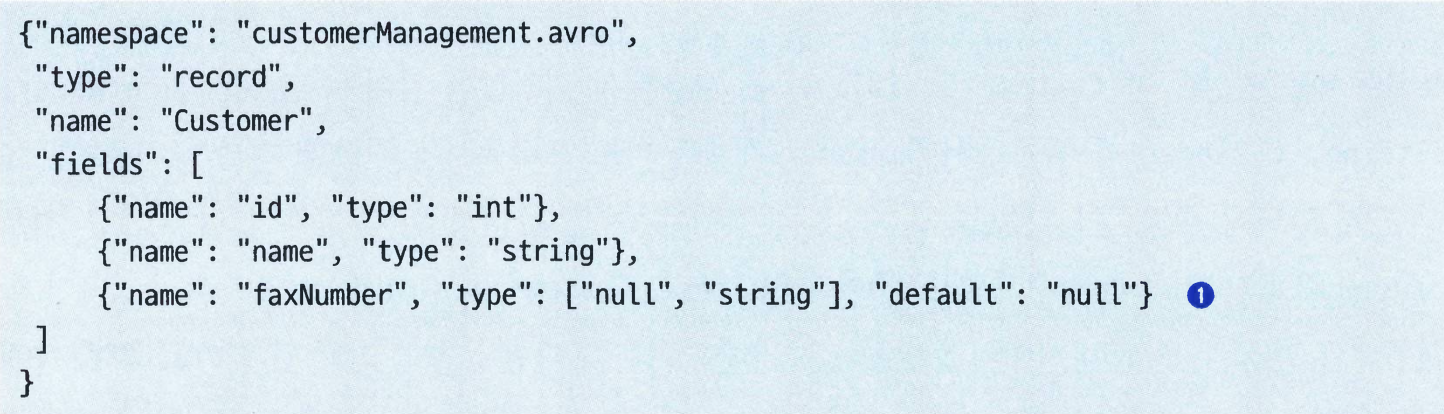 {"namespace": "customerManagement.avro",
 "type": "record",
 "name": "Customer",
 "fields": [
     {"name": "id", "type": "int"},
     {"name": "name", "type": "string"},
     {"name": "faxNumber", "type": ["null", "string"], "default": "null"} ❶
 ]
}